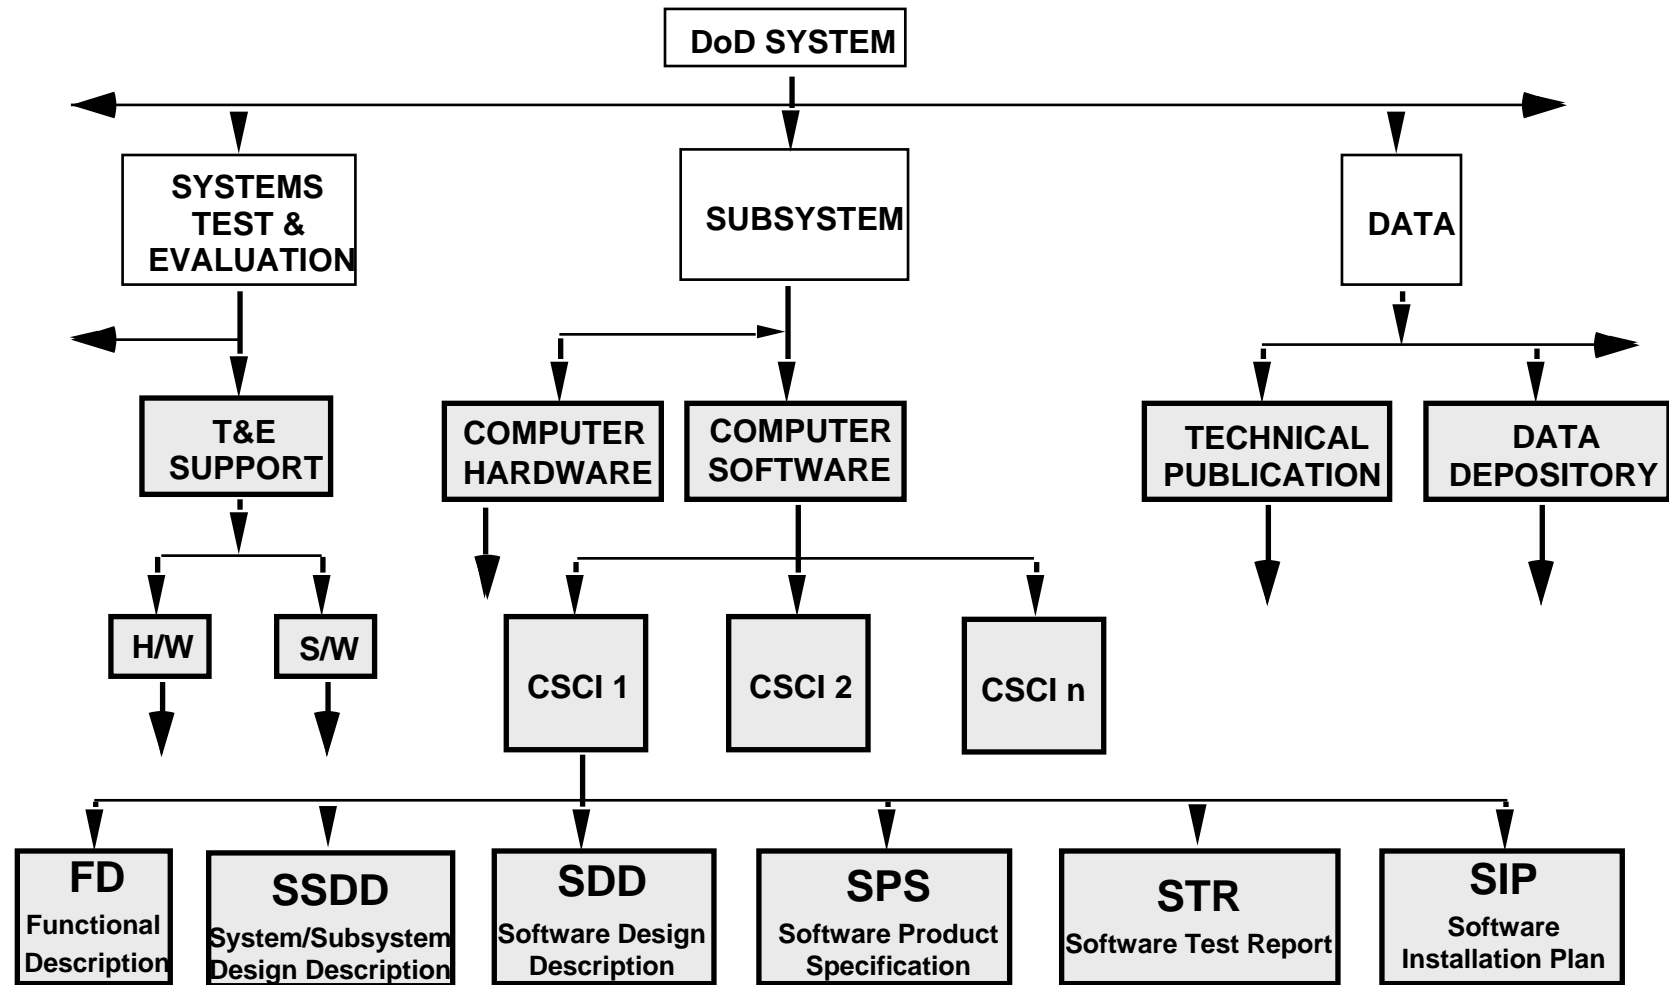 DoD SYSTEM
SYSTEMS
TEST &
EVALUATION
SUBSYSTEM
DATA
T&E
SUPPORT
COMPUTER
HARDWARE
COMPUTER
SOFTWARE
TECHNICAL
PUBLICATION
DATA
DEPOSITORY
H/W
S/W
CSCI 1
CSCI 2
CSCI n
FD
Functional
Description
SSDD
System/Subsystem
Design Description
SDD
Software Design
Description
SPS
Software Product
Specification
STR
Software Test Report
SIP
Software
Installation Plan